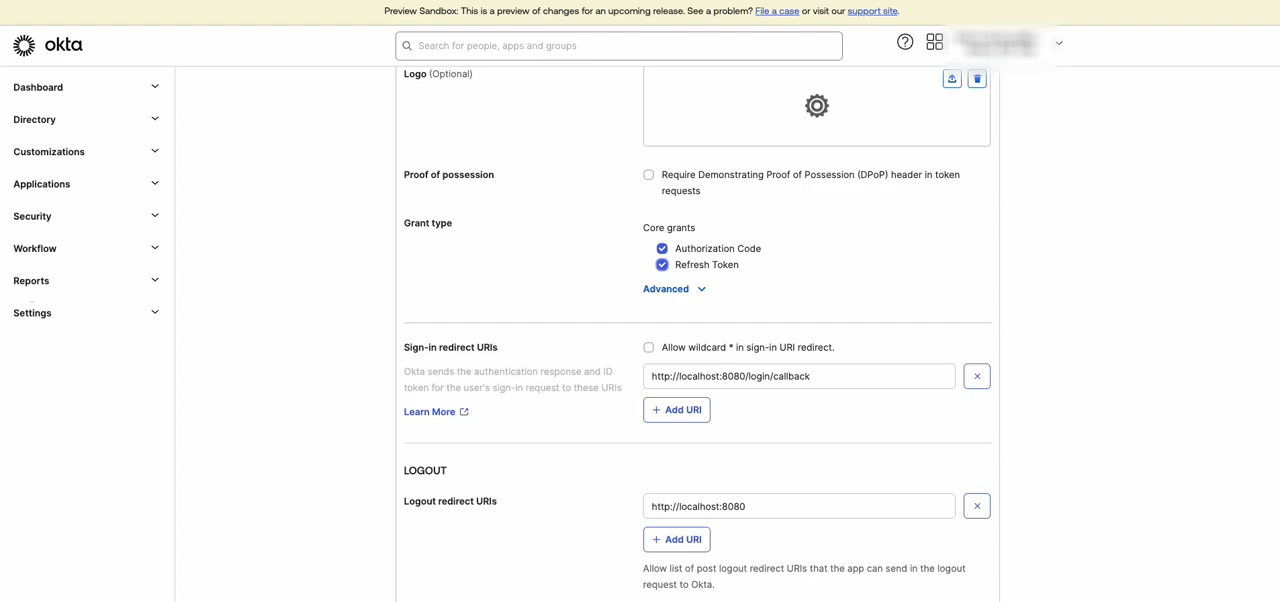 Preview Sandbox: This is a preview of changes for an upcoming release. See a problem? File a case or visit our support site.
okta
Search for people, apps and groups
Dashboard
Directory
Customizations
Applications
Security
Workflow
Reports
Settings
Logo (Optional)
Proof of possession
Require Demonstrating Proof of Possession (DPoP) header in token
requests
Grant type
Core grants
Authorization Code
Refresh Token
Advanced
Sign-in redirect URIs
Allow wildcard * in sign-in URI redirect.
Okta sends the authentication response and ID
token for the user's sign-in request to these URIs
Learn More
http://localhost:8080/login/callback
+ Add URI
LOGOUT
Logout redirect URIs
http://localhost:8080
+ Add URI
Allow list of post logout redirect URIs that the app can send in the logout
request to Okta.